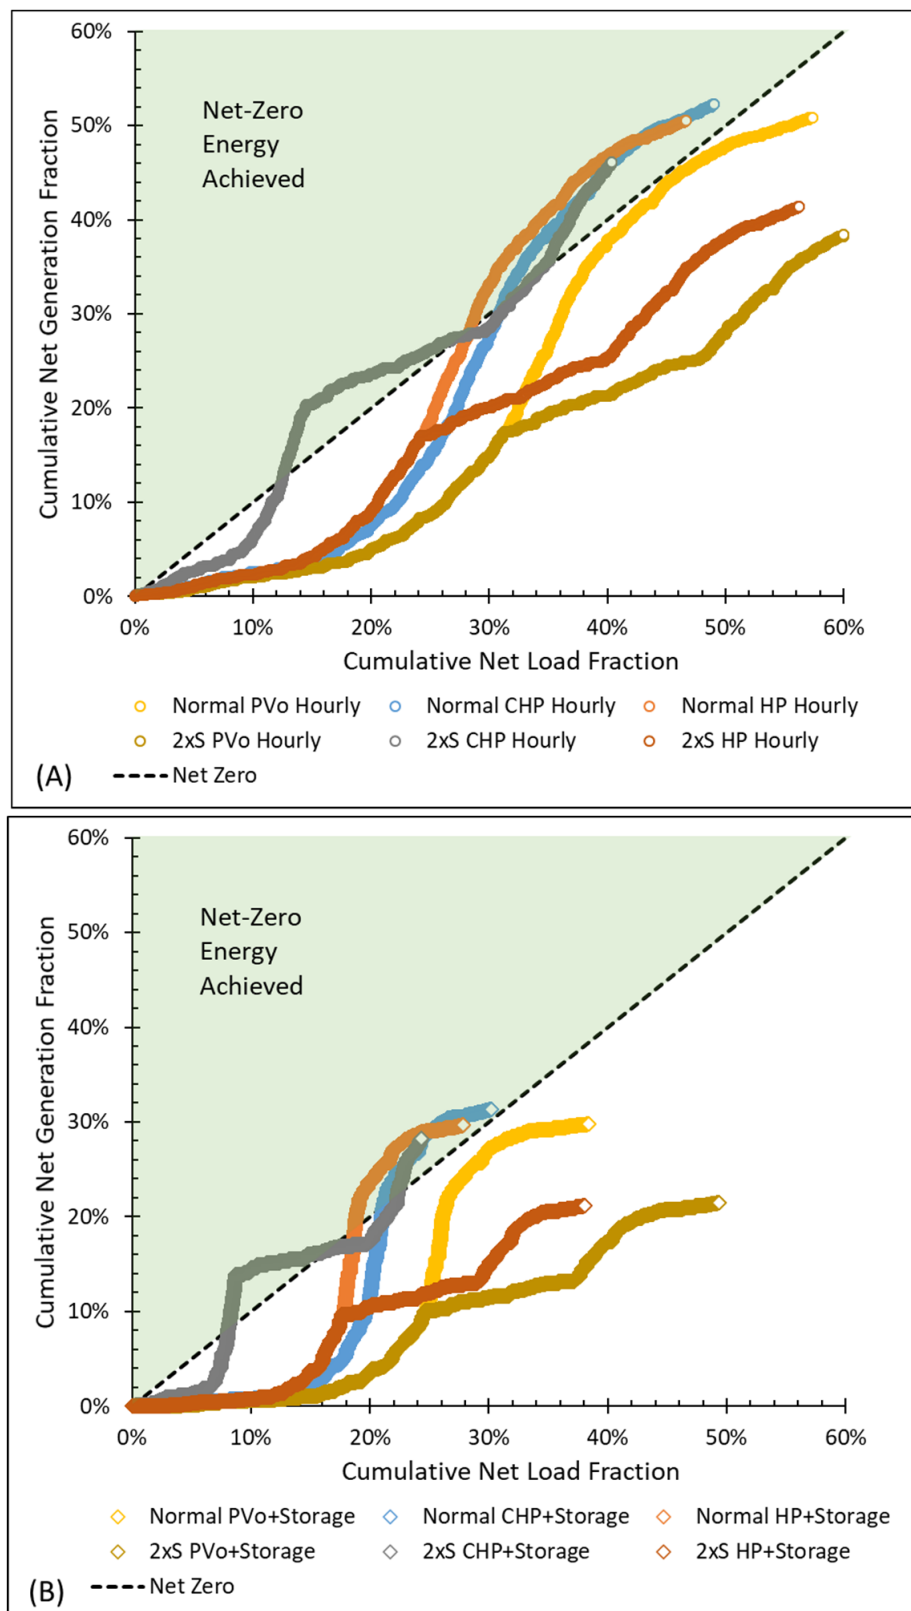 60%
50%
40%
30%
20%
10%
0%
Cumulative Net Generation Fraction
Net-Zero
Energy
Achieved
0% 10% 20% 30% 40% 50% 60%
Cumulative Net Load Fraction
Normal PVo Hourly Normal CHP Hourly Normal HP Hourly
2xS PVo Hourly 2xS CHP Hourly 2xS HP Hourly
(A) Net Zero
60%
50%
40%
30%
20%
10%
0%
Cumulative Net Generation Fraction
Net-Zero
Energy
Achieved
0% 10% 20% 30% 40% 50% 60%
Cumulative Net Load Fraction
Normal PVo+Storage Normal CHP+Storage Normal HP+Storage
2xS PVo+Storage 2xS CHP+Storage 2xS HP+Storage
(B) Net Zero